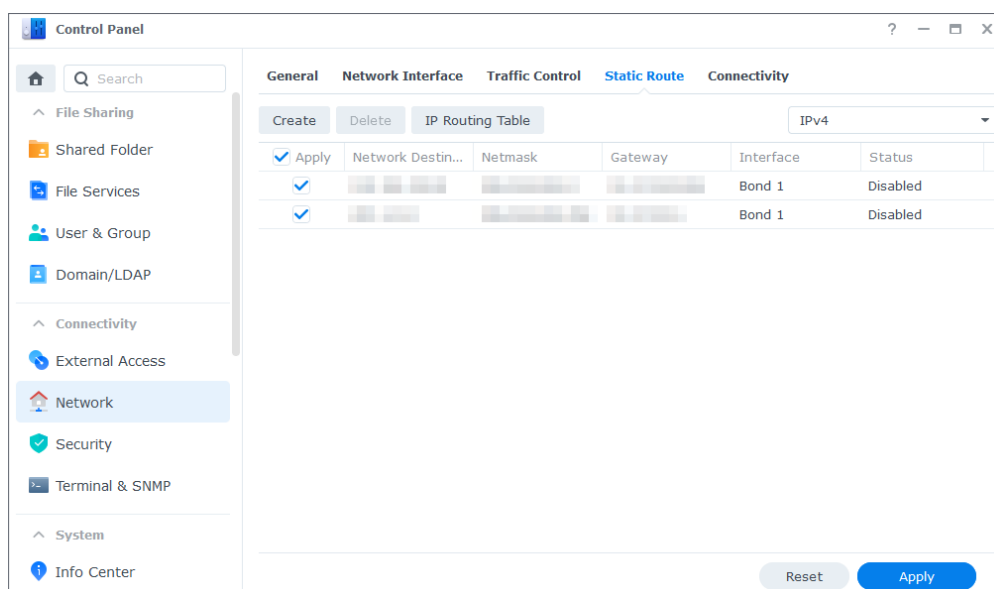 Control Panel
?
Search
File Sharing
Shared Folder
File Services
User & Group
Domain/LDAP
Connectivity
External Access
Network
Security
Terminal & SNMP
System
Info Center
General Network Interface Traffic Control Static Route Connectivity
Create Delete IP Routing Table IPv4
Apply Network Destin... Netmask Gateway Interface Status
Bond 1 Disabled
Bond 1 Disabled
Reset Apply